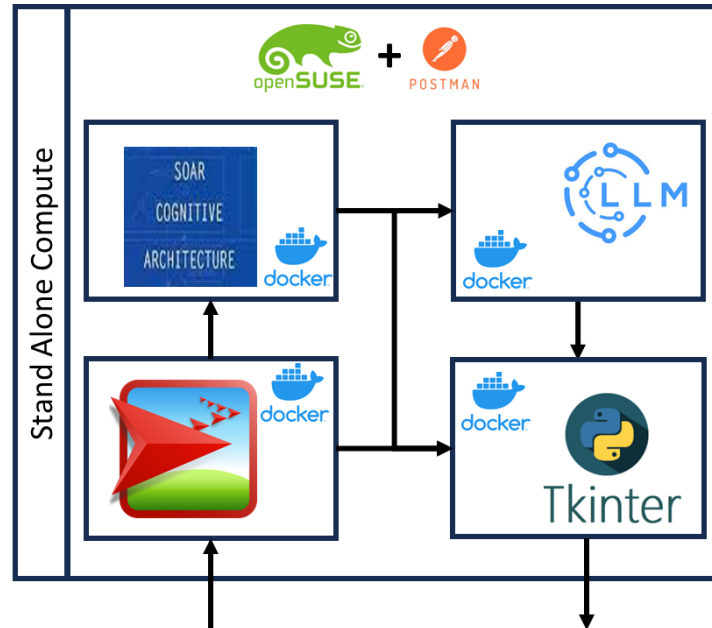 Stand Alone Compute
openSUSE
+
POSTMAN
SOAR
COGNITIVE
ARCHITECTURE
docker
LLM
docker
docker
docker
Tkinter